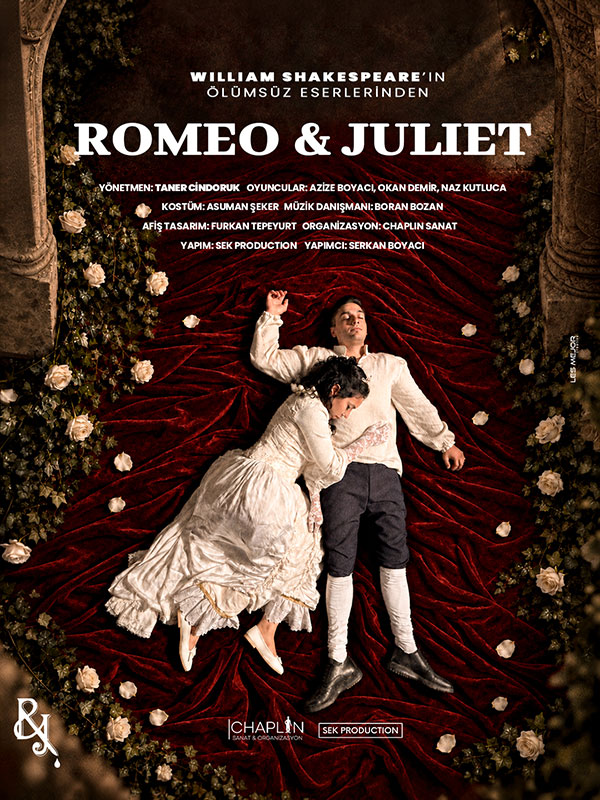 WILLIAM SHAKESPEARE'IN
ÖLÜMSÜZ ESERLERİNDEN
ROMEO & JULIET
YÖNETMEN: TANER CİNDORUK OYUNCULAR: AZİZE BOYACI, OKAN DEMİR, NAZ KUTLUCA
KOSTÜM: ASUMAN ŞEKER MÜZİK DANIŞMANI: BORAN BOZAN
AFİŞ TASARIM: FURKAN TEPEYURT ORGANİZASYON: CHAPLIN SANAT
YAPIM: SEK PRODUCTION YAPIMCI: SERKAN BOYACI
LES MEJOR
R&J
CHAPLIN
SANAT & ORGANİZASYON
SEK PRODUCTION